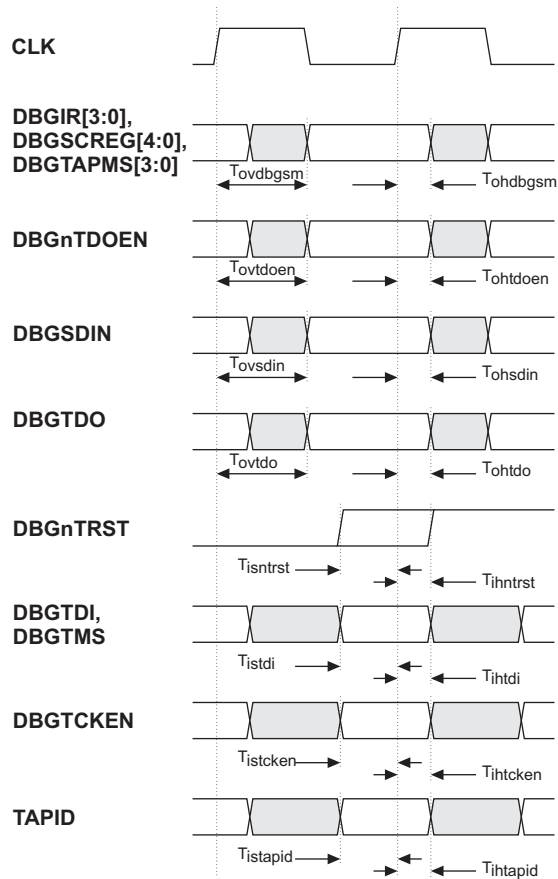 CLK
DBGIR[3:0],
DBGSCREG[4:0],
DBGTAPMS[3:0]
Tovdbgsm
Tohdbgsm
DBGnTDOEN
Tovtdoen
Tohtdoen
DBGSDIN
Tovsdin
Tohsdin
DBGTDO
Tovtdo
Tohtdo
DBGnTRST
Tisntrst
Tihntrst
DBGTDI,
DBGTMS
Tistdi
Tihtdi
DBGTCKEN
Tistcken
Tihtcken
TAPID
Tistapid
Tihtapid